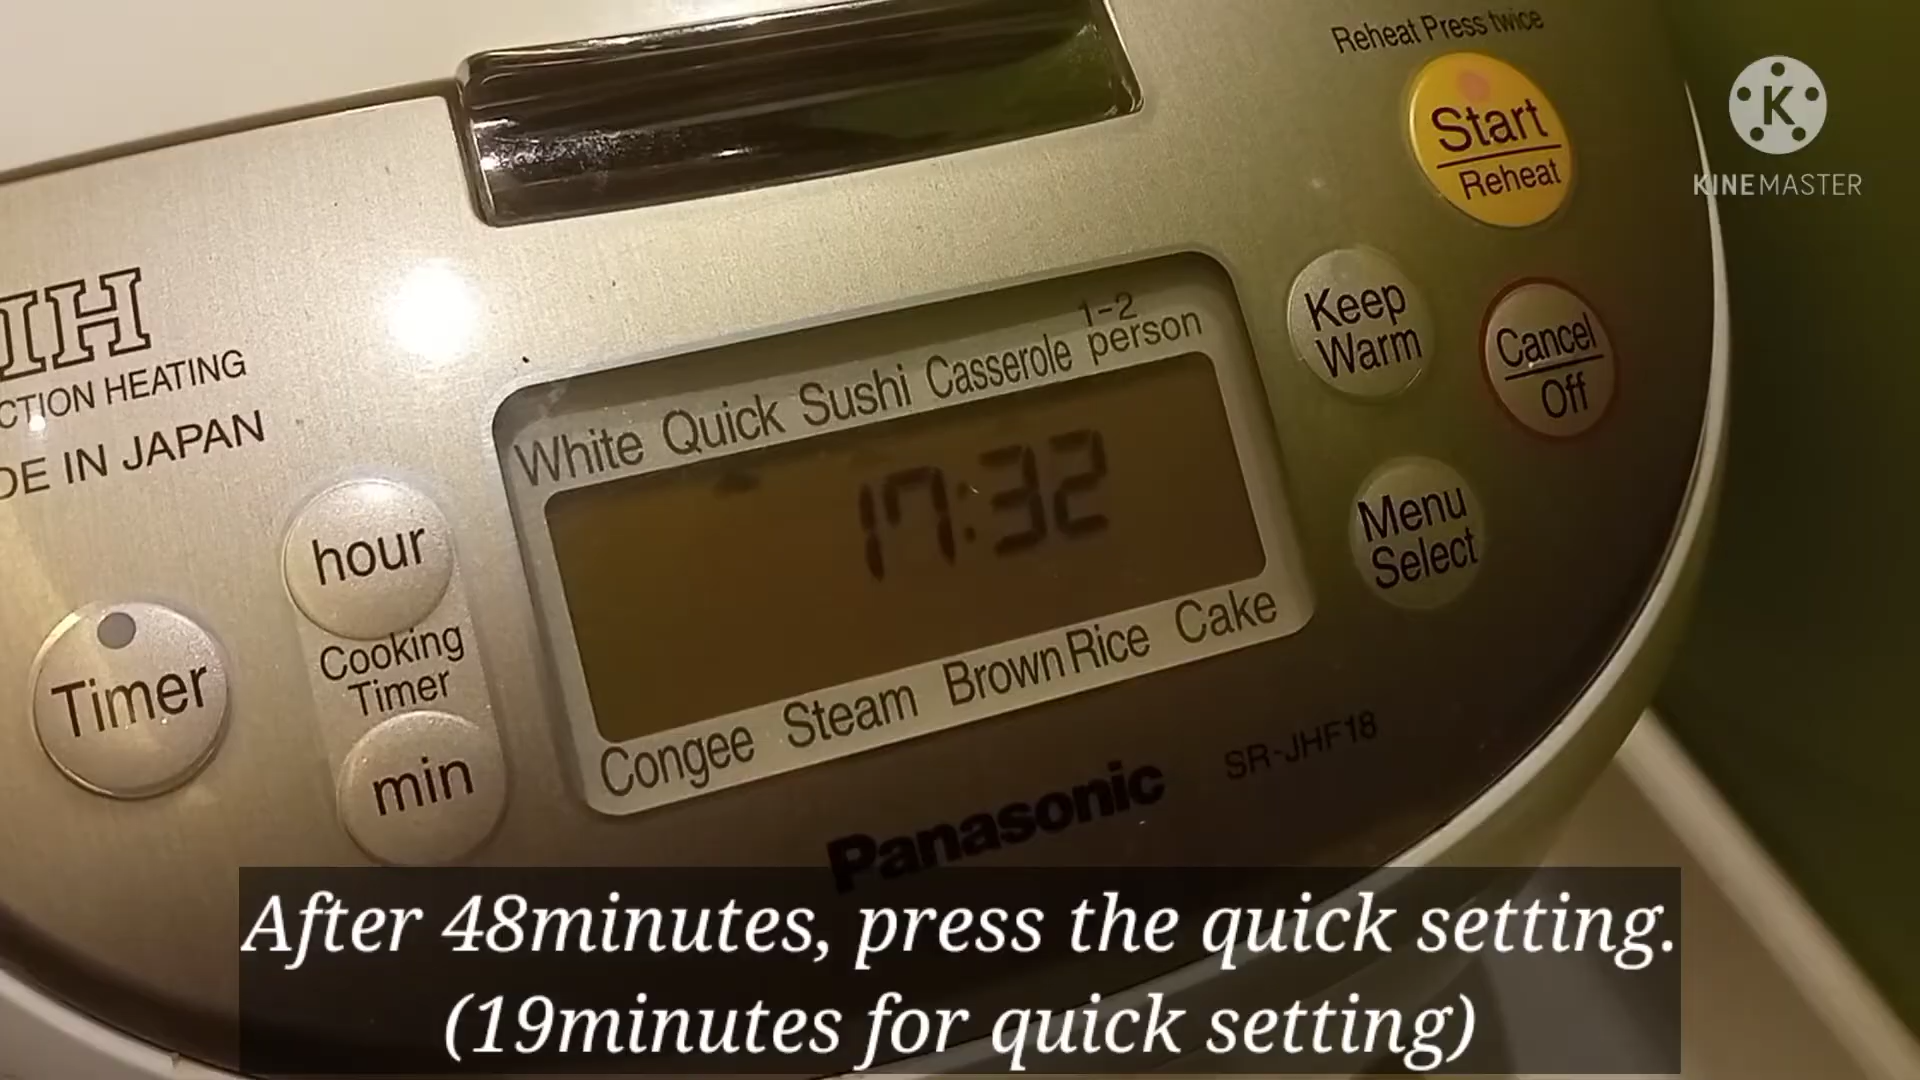 Reheat Press twice
Start
Reheat
KINEMASTER
IH
CTION HEATING
DE IN JAPAN
1-2
White Quick Sushi Casserole person
Keep
Warm
Cancel
Off
17:32
hour
Cooking
Timer
min
Timer
Menu
Select
Congee Steam Brown Rice Cake
SR-JHF18
Panasonic
After 48minutes, press the quick setting.
(19minutes for quick setting)